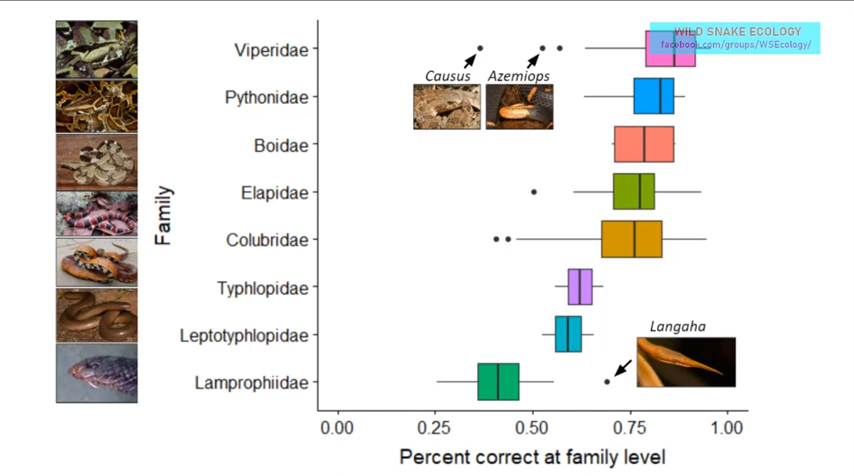 WILD SNAKE ECOLOGY
facebook.com/groups/WSEcology/
Viperidae
Causus
Azemiops
Pythonidae
Boidae
Elapidae
Colubridae
Typhlopidae
Leptotyphlopidae
Langaha
Lamprophiidae
Family
0.00 0.25 0.50 0.75 1.00
Percent correct at family level